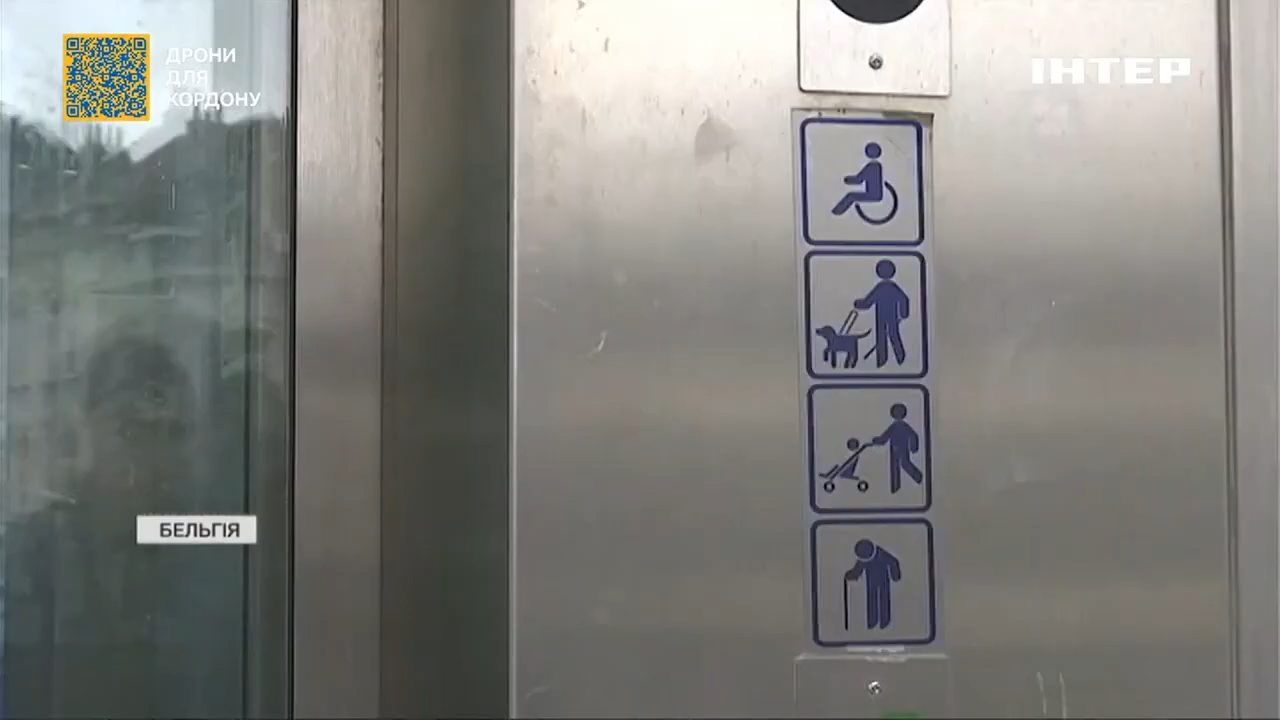 ДРОНИ
ДЛЯ
КОРДОНУ
ІНТЕР
БЕЛЬГІЯ